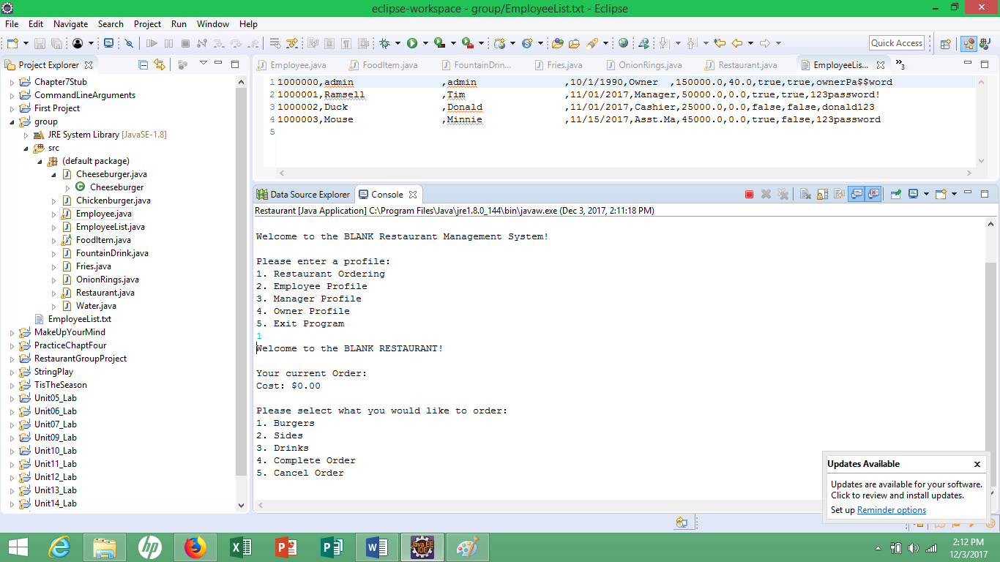 eclipse-workspace - group/EmployeeList.txt - Eclipse
File Edit Navigate Search Project Run Window Help
Quick Access
Project Explorer
Chapter7Stub
CommandLineArguments
First Project
group
JRE System Library [JavaSE-1.8]
src
(default package)
Cheeseburger.java
Cheeseburger
Chickenburger.java
Employee.java
EmployeeList.java
FoodItem.java
FountainDrink.java
Fries.java
OnionRings.java
Restaurant.java
Water.java
EmployeeList.txt
MakeUpYourMind
PracticeChaptFour
RestaurantGroupProject
StringPlay
TisTheSeason
Unit05_Lab
Unit06_Lab
Unit07_Lab
Unit09_Lab
Unit10_Lab
Unit11_Lab
Unit12_Lab
Unit13_Lab
Unit14_Lab
Employee.java FoodItem.java FountainDrin... Fries.java OnionRings.java Restaurant.java EmployeeLis... »3
1 1000000,admin ,admin ,10/1/1990,Owner ,150000.0,40.0,true,true,ownerPa$$word
2 1000001,Ramsell ,Tim ,11/01/2017,Manager,50000.0,0.0,true,true,123password!
3 1000002,Duck ,Donald ,11/01/2017,Cashier,25000.0,0.0,false,false,donald123
4 1000003,Mouse ,Minnie ,11/15/2017,Asst.Ma,45000.0,0.0,true,false,123password
5
Data Source Explorer Console
Restaurant [Java Application] C:\Program Files\Java\jre1.8.0_144\bin\javaw.exe (Dec 3, 2017, 2:11:18 PM)
Welcome to the BLANK Restaurant Management System!
Please enter a profile:
1. Restaurant Ordering
2. Employee Profile
3. Manager Profile
4. Owner Profile
5. Exit Program
1
Welcome to the BLANK RESTAURANT!
Your current Order:
Cost: $0.00
Please select what you would like to order:
1. Burgers
2. Sides
3. Drinks
4. Complete Order
5. Cancel Order
Updates Available
Updates are available for your software.
Click to review and install updates.
Set up Reminder options
Java EE
IDE
2:12 PM
12/3/2017